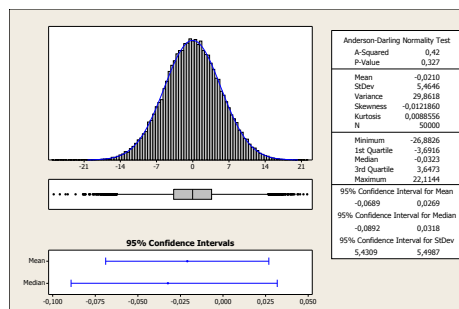 -21 -14 -7 0 7 14 21
95% Confidence Intervals
Mean
Median
-0,100 -0,075 -0,050 -0,025 0,000 0,025 0,050
Anderson-Darling Normality Test
A-Squared 0,42
P-Value 0,327
Mean -0,0210
StDev 5,4646
Variance 29,8618
Skewness -0,0121860
Kurtosis 0,0088556
N 50000
Minimum -26,8826
1st Quartile -3,6916
Median -0,0323
3rd Quartile 3,6473
Maximum 22,1144
95% Confidence Interval for Mean
-0,0689 0,0269
95% Confidence Interval for Median
-0,0892 0,0318
95% Confidence Interval for StDev
5,4309 5,4987